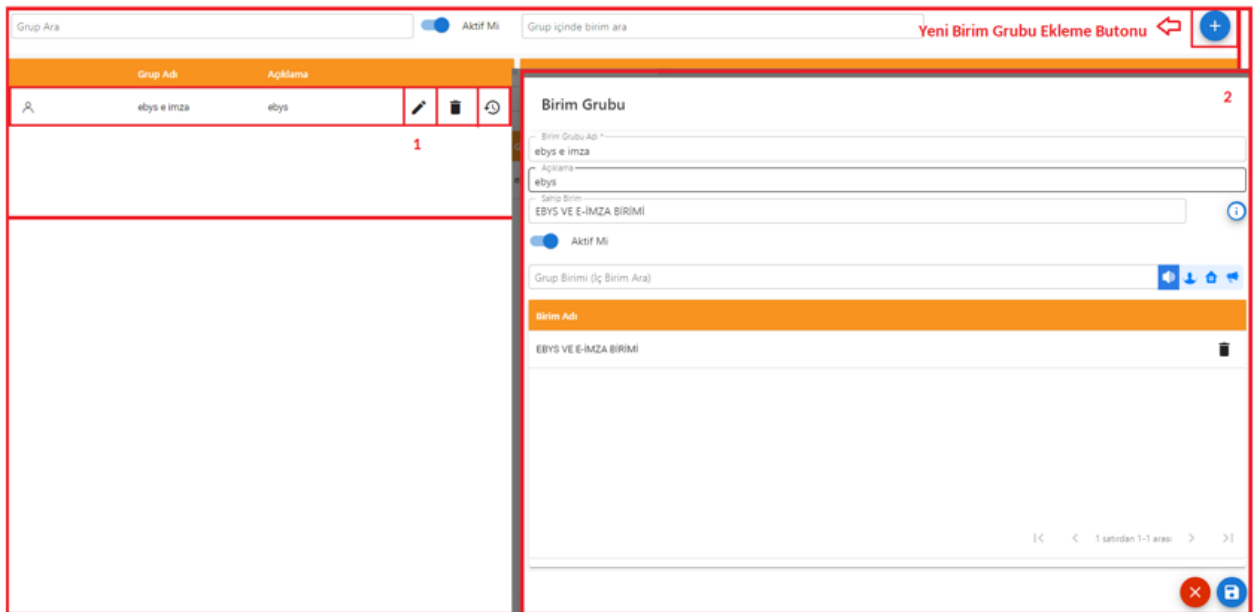 Grup Ara
Aktif Mi
Grup içinde birim ara
Yeni Birim Grubu Ekleme Butonu
Grup Adı
Açıklama
ebys e imza
ebys
1
2
Birim Grubu
Birim Grubu Adı *
ebys e imza
Açıklama
ebys
Sahip Birim
EBYS VE E-İMZA BİRİMİ
Aktif Mi
Grup Birimi (İç Birim Ara)
Birim Adı
EBYS VE E-İMZA BİRİMİ
1 satırdan 1-1 arası